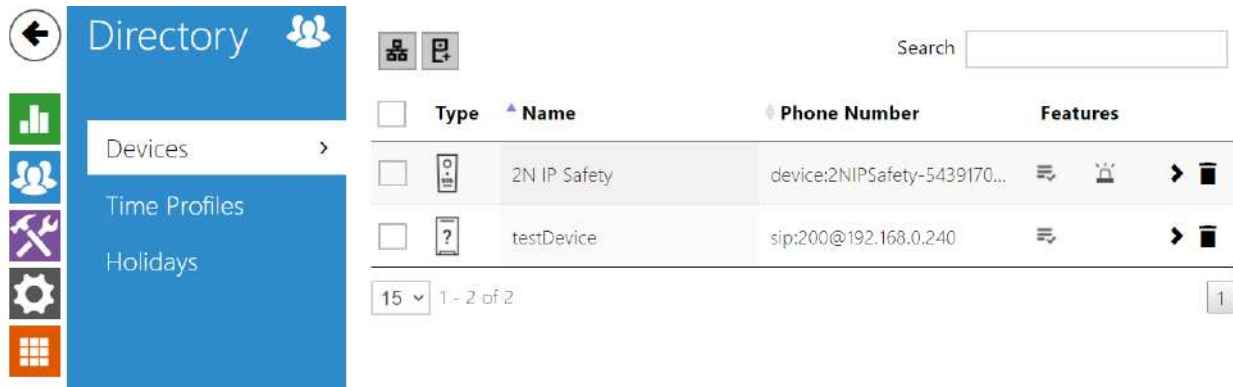 Directory
Devices
Time Profiles
Holidays
Search
Type Name Phone Number Features
2N IP Safety device:2NIPSafety-5439170...
? testDevice sip:200@192.168.0.240
15 1 - 2 of 2
1